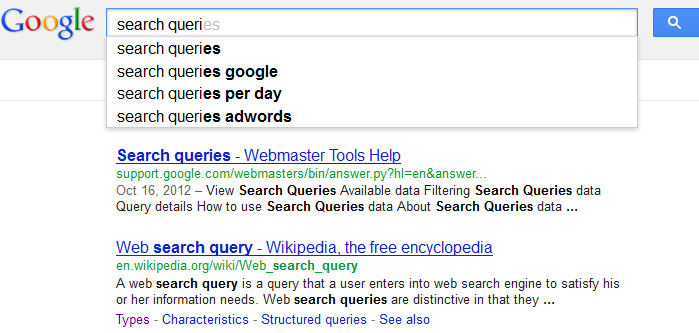 Google
search queries
search queries
search queries google
search queries per day
search queries adwords
Search queries - Webmaster Tools Help
support.google.com/webmasters/bin/answer.py?hl=en&answer...
Oct 16, 2012 – View Search Queries Available data Filtering Search Queries data
Query details How to use Search Queries data About Search Queries data ...
Web search query - Wikipedia, the free encyclopedia
en.wikipedia.org/wiki/Web_search_query
A web search query is a query that a user enters into web search engine to satisfy his
or her information needs. Web search queries are distinctive in that they ...
Types - Characteristics - Structured queries - See also